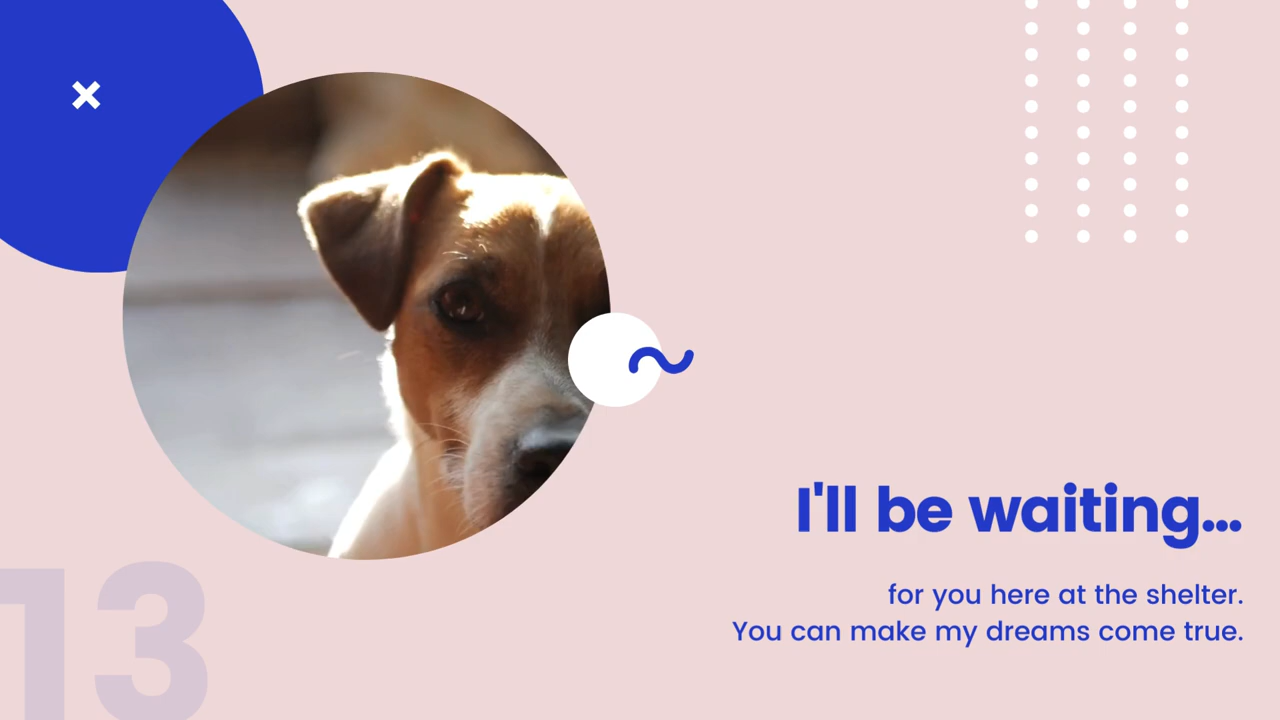 I'll be waiting...
for you here at the shelter.
You can make my dreams come true.
13